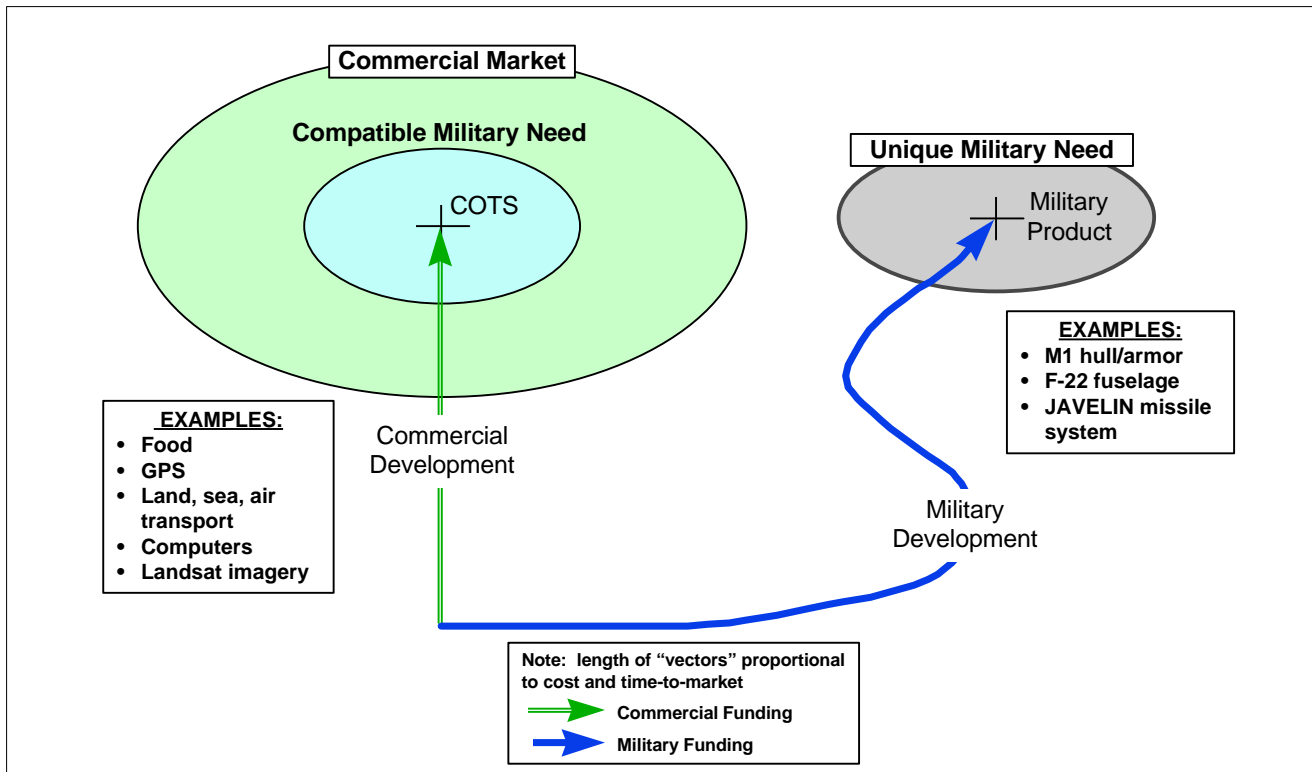 Commercial Market
Compatible Military Need
COTS
Unique Military Need
Military
Product
EXAMPLES:
• Food
• GPS
• Land, sea, air
transport
• Computers
• Landsat imagery
Commercial
Development
EXAMPLES:
• M1 hull/armor
• F-22 fuselage
• JAVELIN missile
system
Military
Development
Note: length of “vectors” proportional
to cost and time-to-market
Commercial Funding
Military Funding